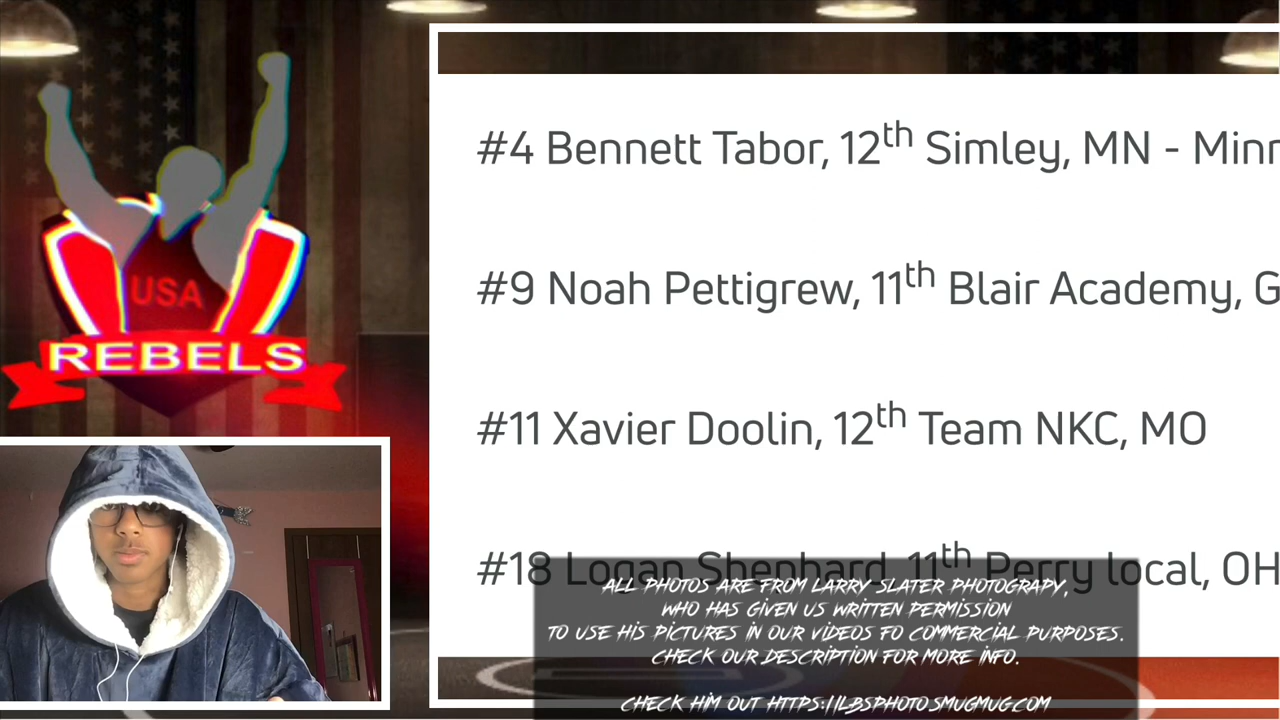 USA
REBELS
#4 Bennett Tabor, 12th Simley, MN - Minn
#9 Noah Pettigrew, 11th Blair Academy, G
#11 Xavier Doolin, 12th Team NKC, MO
#18 Logan Shephard, 11th Perry local, OH
ALL PHOTOS ARE FROM LARRY SLATER PHOTOGRAPY,
WHO HAS GIVEN US WRITTEN PERMISSION
TO USE HIS PICTURES IN OUR VIDEOS FO COMMERCIAL PURPOSES.
CHECK OUR DESCRIPTION FOR MORE INFO.
CHECK HIM OUT HTTPS://LBSPHOTO.SMUGMUG.COM